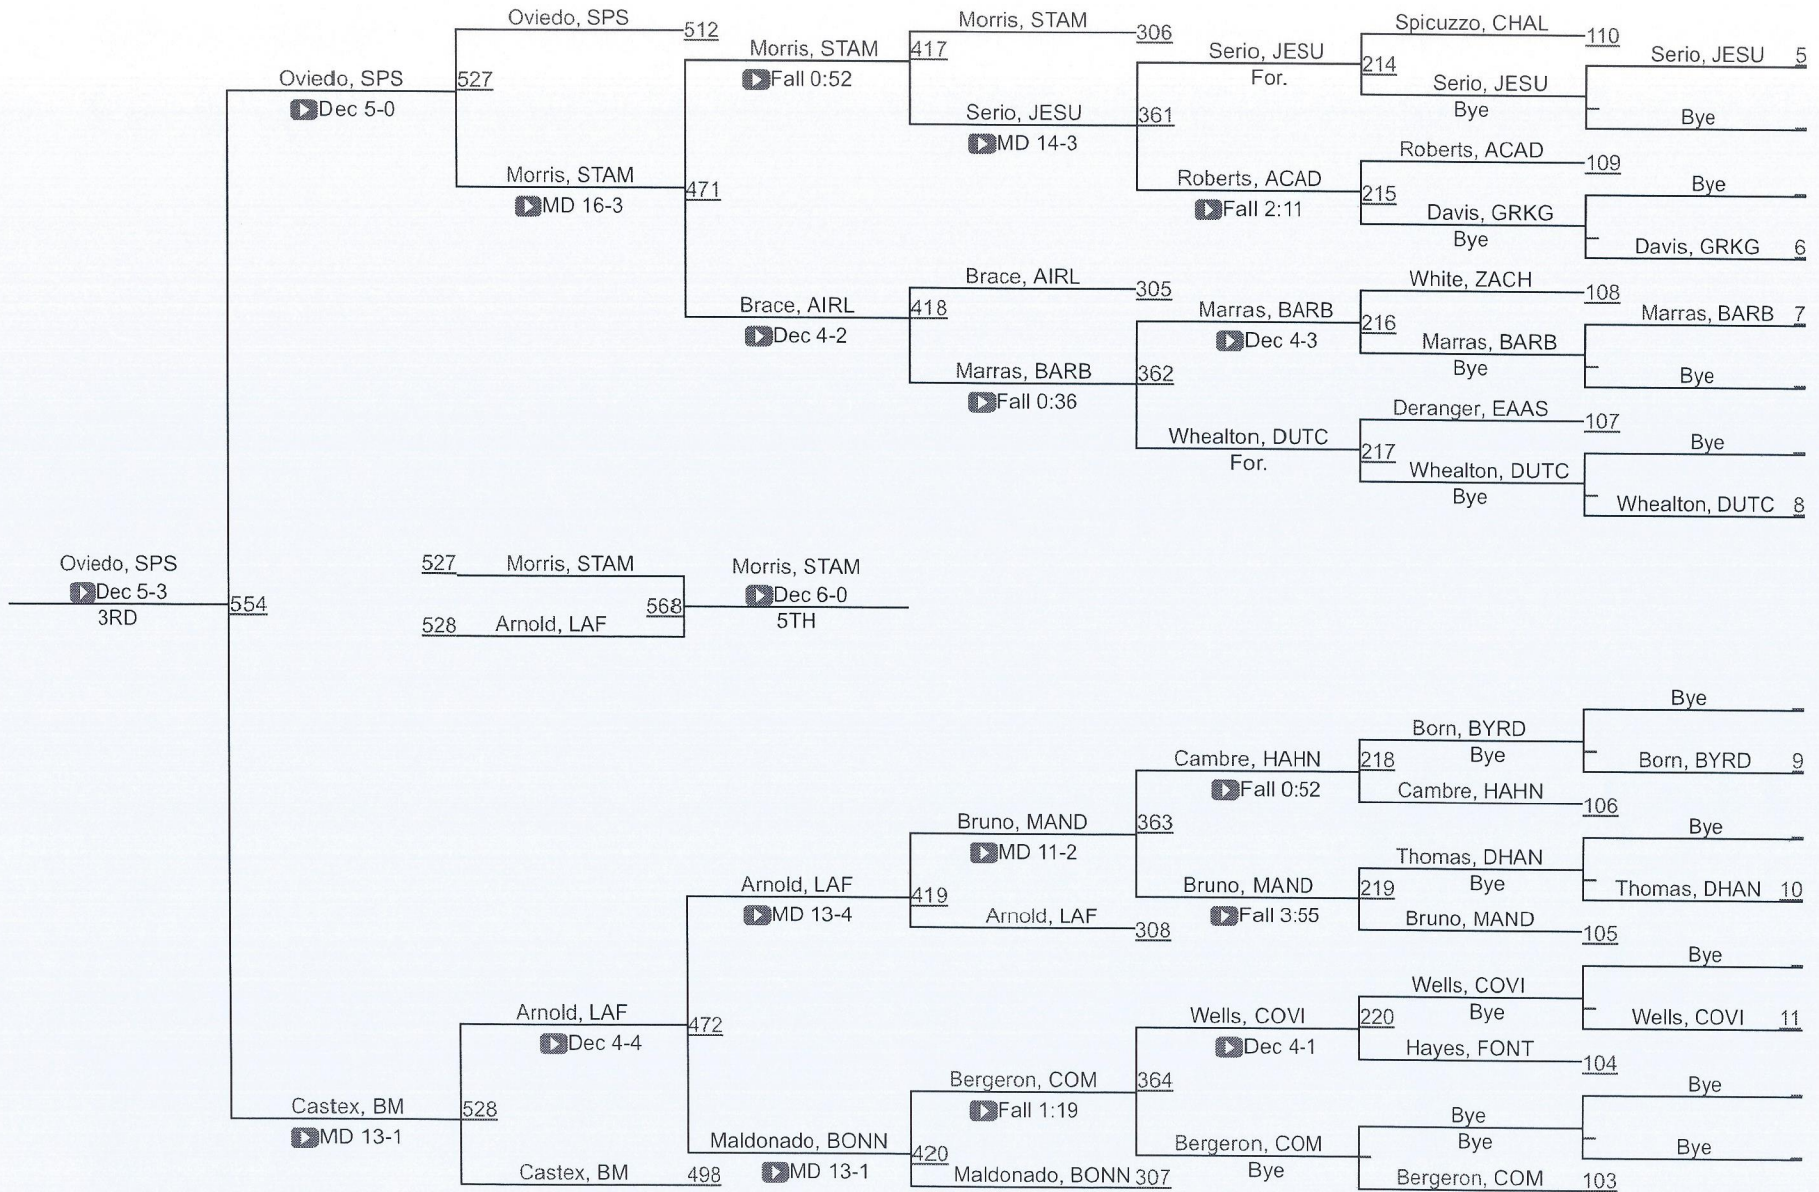 Oviedo, SPS
512
Oviedo, SPS
527
Dec 5-0
Morris, STAM
471
MD 16-3
Morris, STAM
417
Fall 0:52
Morris, STAM
306
Serio, JESU
361
MD 14-3
Serio, JESU
214
For.
Spicuzzo, CHAL
110
Serio, JESU
Bye
Serio, JESU 5
Bye
Roberts, ACAD
215
Fall 2:11
Roberts, ACAD
109
Davis, GRKG
Bye
Bye
Davis, GRKG 6
Brace, AIRL
418
Dec 4-2
Brace, AIRL
305
Marras, BARB
362
Fall 0:36
Marras, BARB
216
Dec 4-3
White, ZACH
108
Marras, BARB
Bye
Marras, BARB 7
Bye
Whealton, DUTC
217
For.
Deranger, EAAS
107
Whealton, DUTC
Bye
Bye
Whealton, DUTC 8
Oviedo, SPS
Dec 5-3
3RD
554
527 Morris, STAM
528 Arnold, LAF
568
Morris, STAM
Dec 6-0
5TH
Bye
Born, BYRD
Bye
Born, BYRD 9
Cambre, HAHN
218
Fall 0:52
Cambre, HAHN
106
Bruno, MAND
363
MD 11-2
Bye
Thomas, DHAN
Bye
Thomas, DHAN 10
Bruno, MAND
219
Fall 3:55
Bruno, MAND
105
Arnold, LAF
419
MD 13-4
Arnold, LAF
308
Bye
Wells, COVI
Bye
Wells, COVI 11
Wells, COVI
220
Dec 4-1
Hayes, FONT
104
Arnold, LAF
472
Dec 4-4
Bergeron, COM
364
Fall 1:19
Bye
Bye
Bye
Bye
Bergeron, COM
Bye
Bergeron, COM
103
Castex, BM
528
MD 13-1
Maldonado, BONN
420
MD 13-1
Maldonado, BONN 307
Castex, BM
498